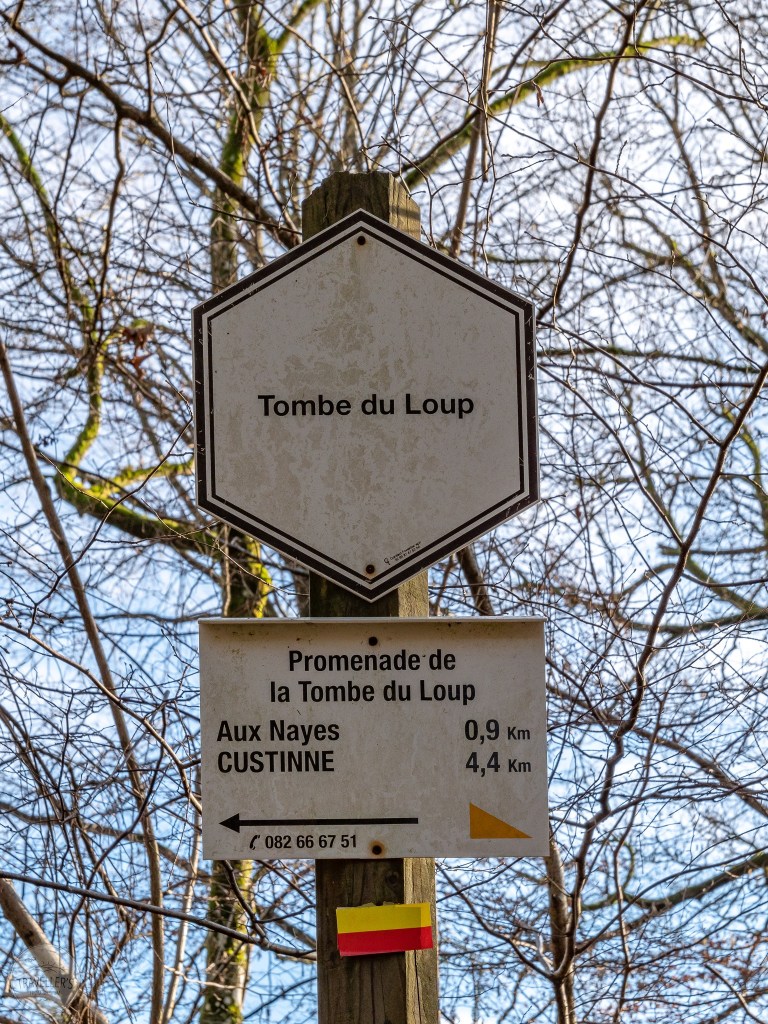 Tombe du Loup
Promenade de
la Tombe du Loup
Aux Nayes 0,9 Km
CUSTINNE 4,4 Km
082 66 67 51
TRAVELLER'S